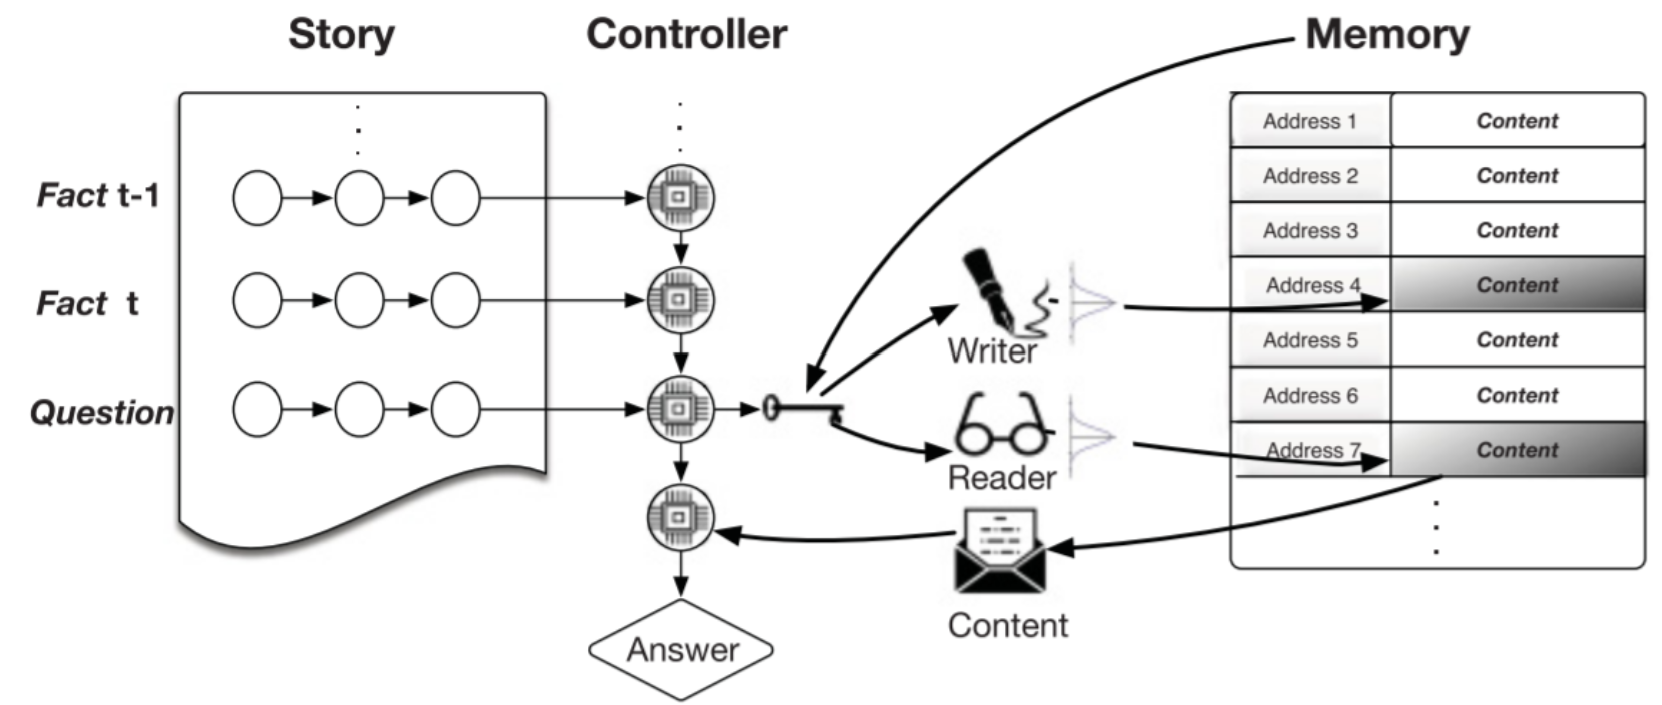 Story
Controller
Memory
Fact t-1
Fact t
Question
Writer
Reader
Content
Answer
Address 1 Content
Address 2 Content
Address 3 Content
Address 4 Content
Address 5 Content
Address 6 Content
Address 7 Content